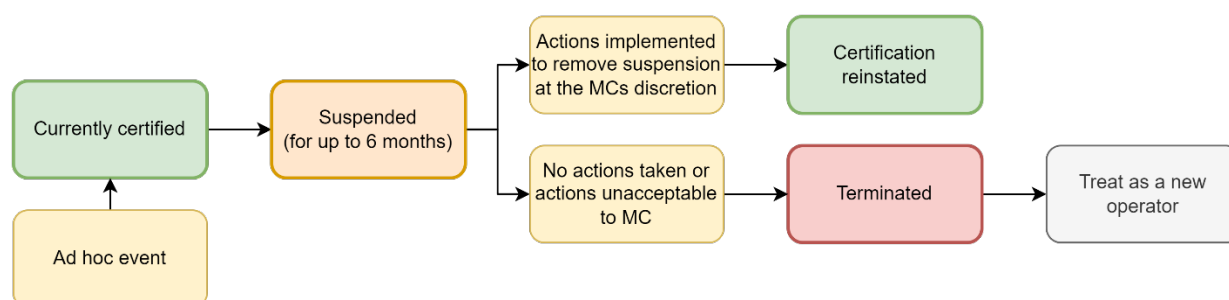 Currently certified
Ad hoc event
Suspended
(for up to 6 months)
Actions implemented
to remove suspension
at the MCs discretion
Certification
reinstated
No actions taken or
actions unacceptable
to MC
Terminated
Treat as a new
operator